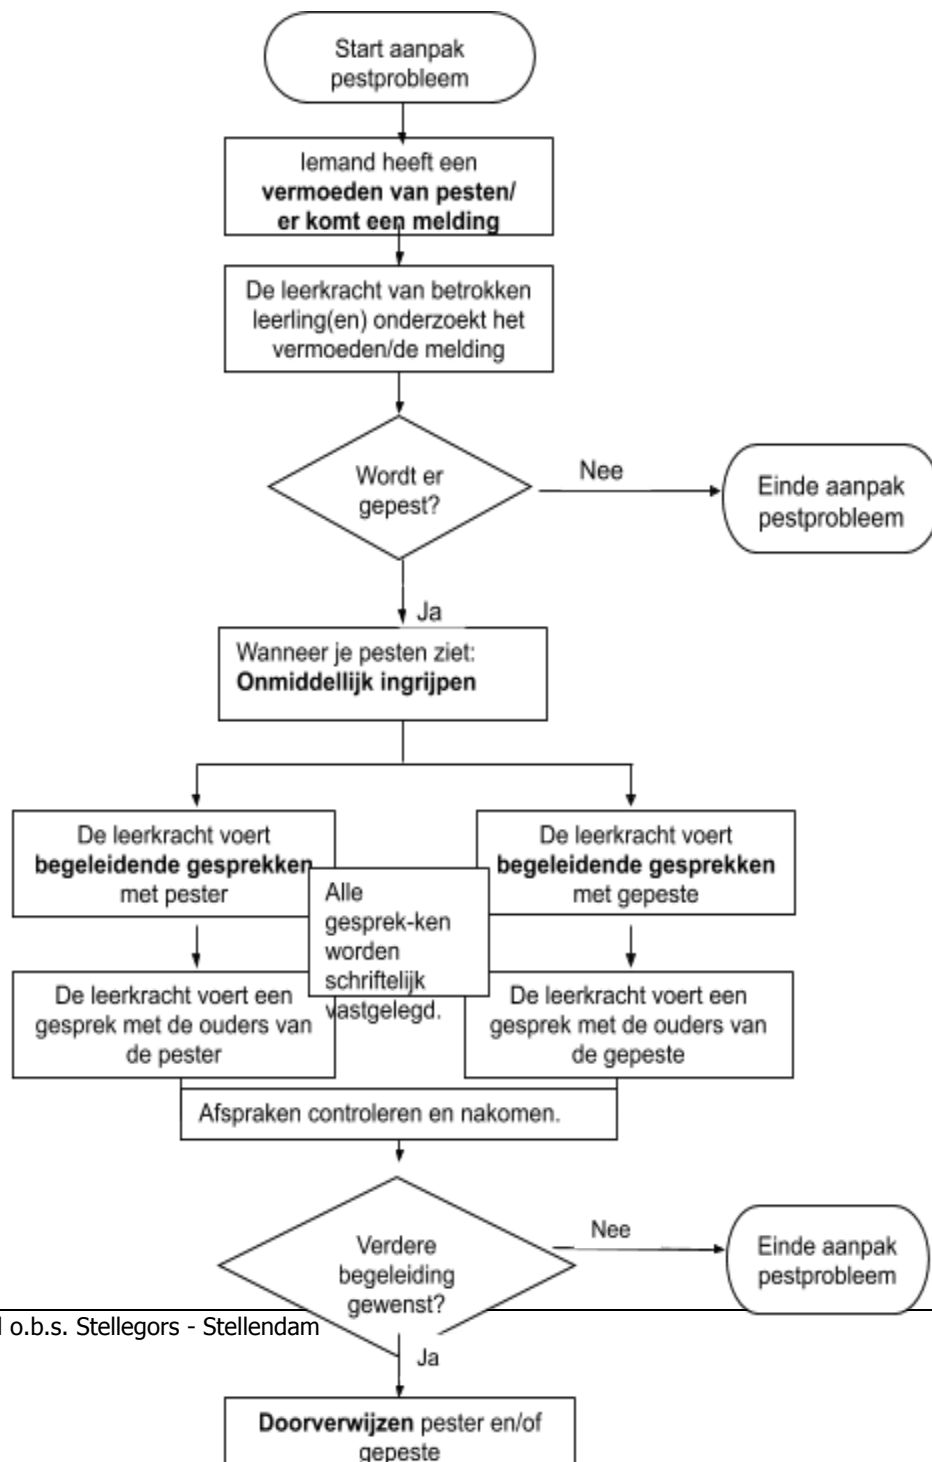 Start aanpak
pestprobleem
Iemand heeft een
vermoeden van pesten/
er komt een melding
De leerkracht van betrokken
leerling(en) onderzoekt het
vermoeden/de melding
Wordt er
gepest?
Nee
Einde aanpak
pestprobleem
Ja
Wanneer je pesten ziet:
Onmiddellijk ingrijpen
De leerkracht voert
begeleidende gesprekken
met pester
De leerkracht voert
begeleidende gesprekken
met gepeste
Alle
gesprek-ken
worden
schriftelijk
vastgelegd.
De leerkracht voert een
gesprek met de ouders van
de pester
De leerkracht voert een
gesprek met de ouders van
de gepeste
Afspraken controleren en nakomen.
Verdere
begeleiding
gewenst?
Nee
Einde aanpak
pestprobleem
o.b.s. Stellegors - Stellendam
Ja
Doorverwijzen pester en/of
gepeste